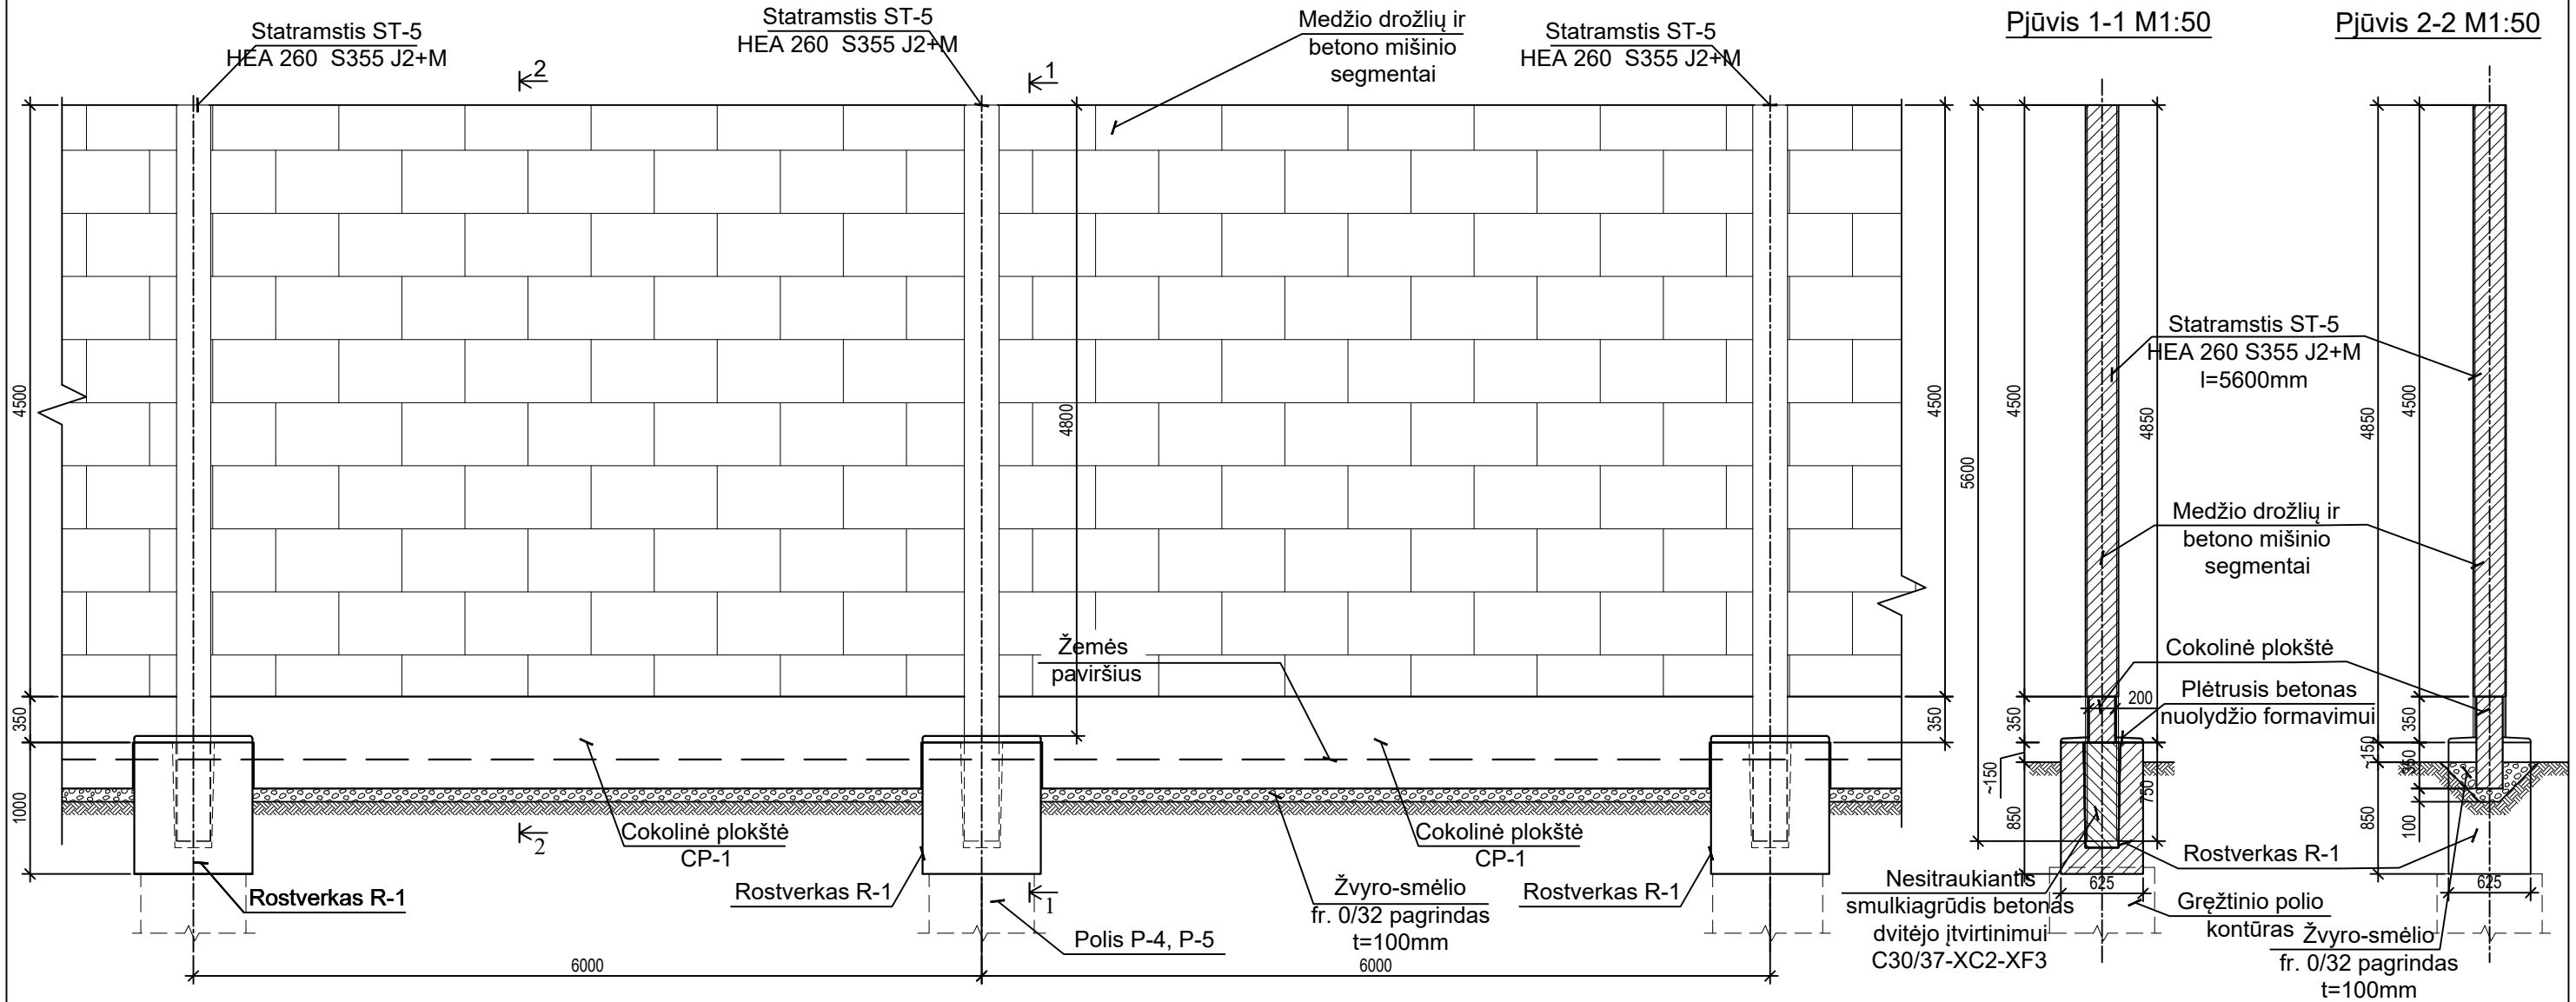 Statramstis ST-5
HEA 260 S355 J2+M
Statramstis ST-5
HEA 260 S355 J2+M
Medžio drožlių ir
betono mišinio
segmentai
Statramstis ST-5
HEA 260 S355 J2+M
Pjūvis 1-1 M1:50
Pjūvis 2-2 M1:50
2
1
4500
350
1000
4800
4500
350
5600
4500
350
~150
850
4850
200
750
625
4850
~150
850
4500
350
350
100
625
Statramstis ST-5
HEA 260 S355 J2+M
l=5600mm
Medžio drožlių ir
betono mišinio
segmentai
Cokolinė plokštė
Plėtrusis betonas
nuolydžio formavimui
Žemės
paviršius
2
Cokolinė plokštė
CP-1
Cokolinė plokštė
CP-1
Rostverkas R-1
Rostverkas R-1
1
Žvyro-smėlio
fr. 0/32 pagrindas
t=100mm
Rostverkas R-1
Polis P-4, P-5
Rostverkas R-1
Nesitraukiantis
smulkiagrūdis betonas
dvitėjo įtvirtinimui
C30/37-XC2-XF3
Gręžtinio polio
kontūras
Žvyro-smėlio
fr. 0/32 pagrindas
t=100mm
6000
6000